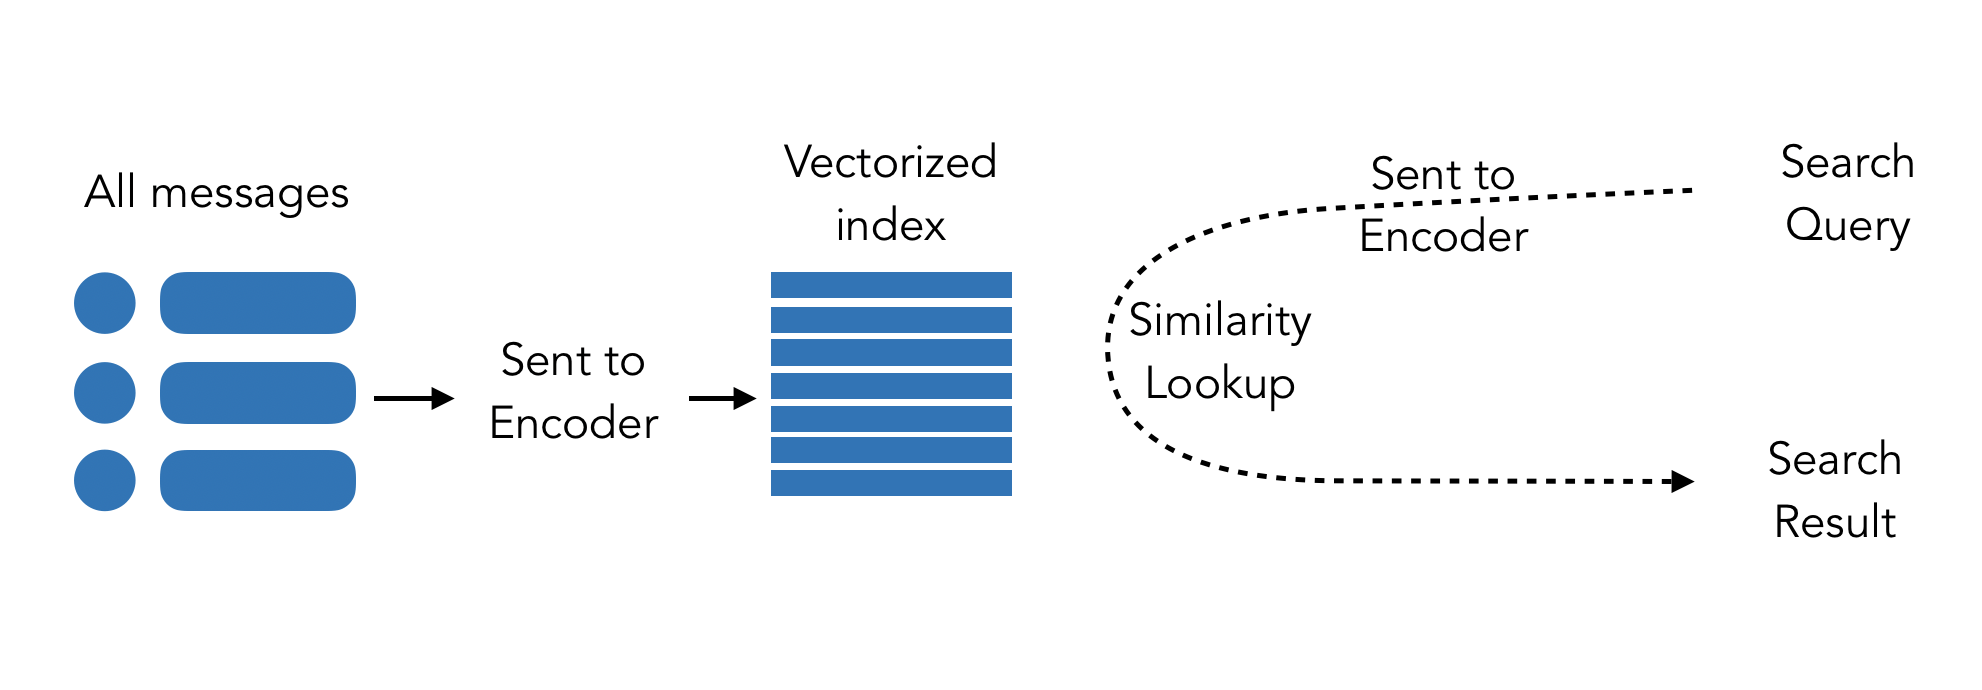 All messages
Sent to
Encoder
Vectorized
index
Sent to
Encoder
Similarity
Lookup
Search
Query
Search
Result